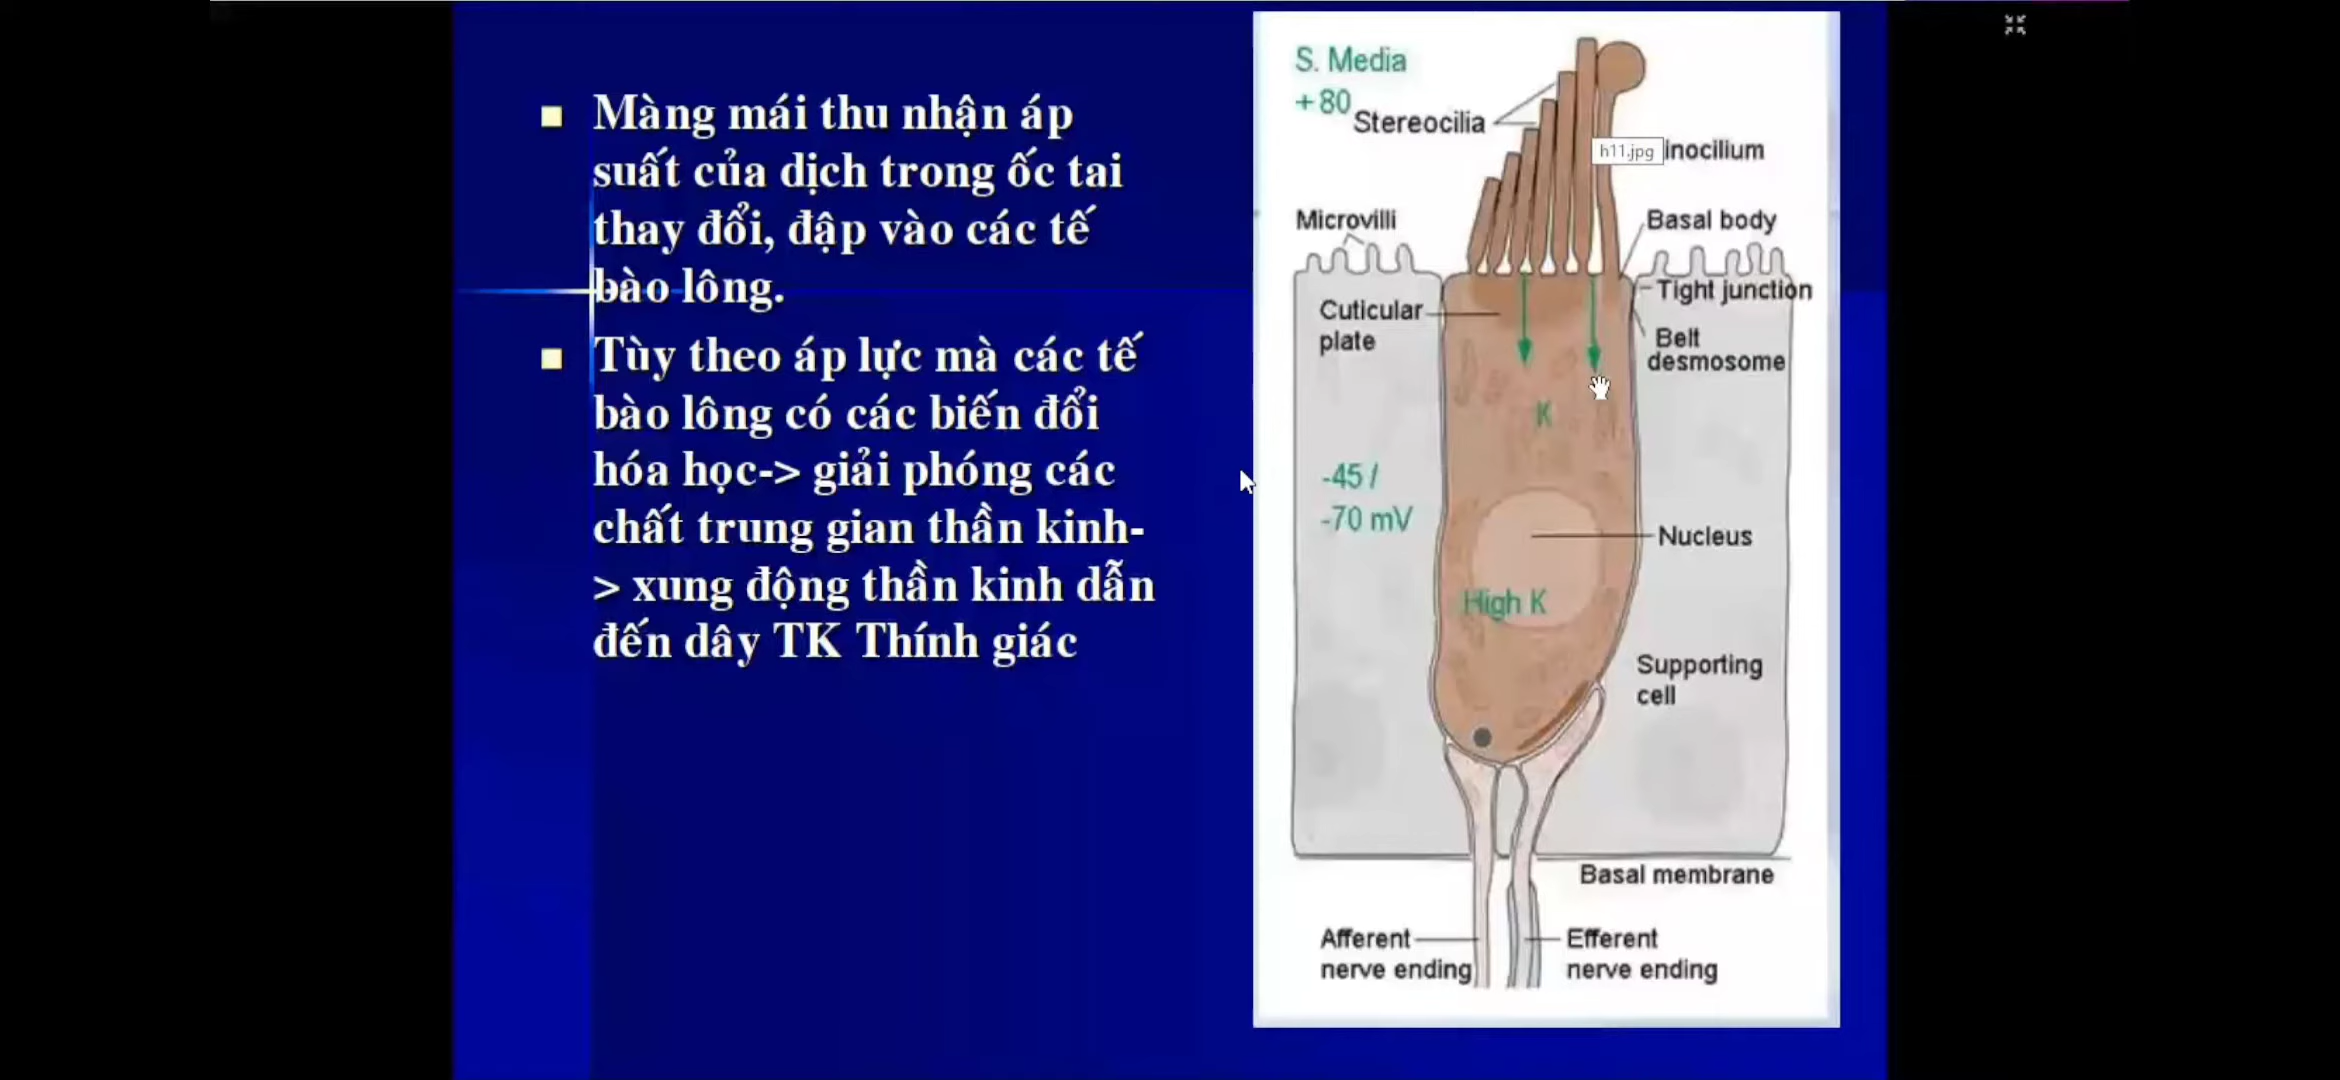 Màng mái thu nhận áp
suất của dịch trong ốc tai
thay đổi, đập vào các tế
bào lông.
Tùy theo áp lực mà các tế
bào lông có các biến đổi
hóa học-> giải phóng các
chất trung gian thần kinh-
> xung động thần kinh dẫn
đến dây TK Thính giác
S. Media
+80
Stereocilia
h11.jpg
inocilium
Microvilli
Basal body
Tight junction
Cuticular
plate
Belt
desmosome
K
-45 /
-70 mV
Nucleus
High K
Supporting
cell
Basal membrane
Afferent
nerve ending
Efferent
nerve ending